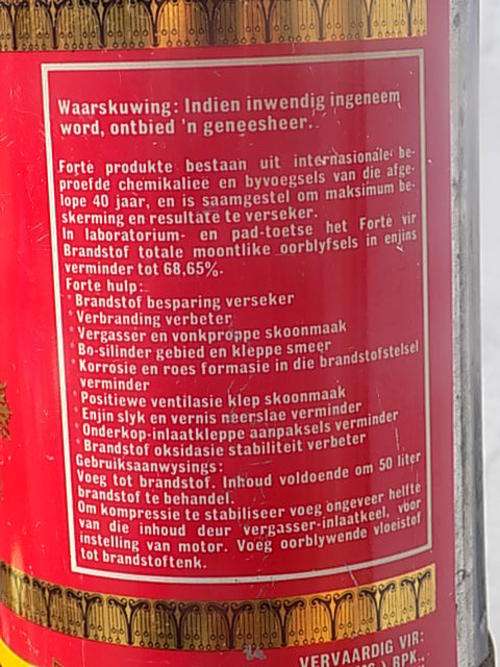 Waarskuwing: Indien inwendig ingeneem
word, ontbied 'n geneesheer.
Forte produkte bestaan uit internasionale be-
proefde chemikalieë en byvoegsels van die afge-
lope 40 jaar, en is saamgestel om maksimum be-
skerming en resultate te verseker.
In laboratorium- en pad-toetse het Forté vir
Brandstof totale moontlike oorblyfsels in enjins
verminder tot 68,65%.
Forte hulp:
*Brandstof besparing verseker
*Verbranding verbeter
*Vergasser en vonkproppe skoonmaak
*Bo-silinder gebied en kleppe smeer
*Korrosie en roes formasie in die brandstofstelsel
verminder
*Positiewe ventilasie klep skoonmaak
*Enjin slyk en vernis neerslae verminder
*Onderkop-inlaatkleppe aanpaksels verminder
*Brandstof oksidasie stabiliteit verbeter
Gebruiksaanwysings:
Voeg tot brandstof. Inhoud voldoende om 50 liter
brandstof te behandel.
Om kompressie te stabiliseer voeg ongeveer helfte
van die inhoud deur vergasser-inlaatkeel, voor
instelling van motor. Voeg oorblywende vloeistof
tot brandstoftenk.
VERVAARDIG VIR:
BPK.